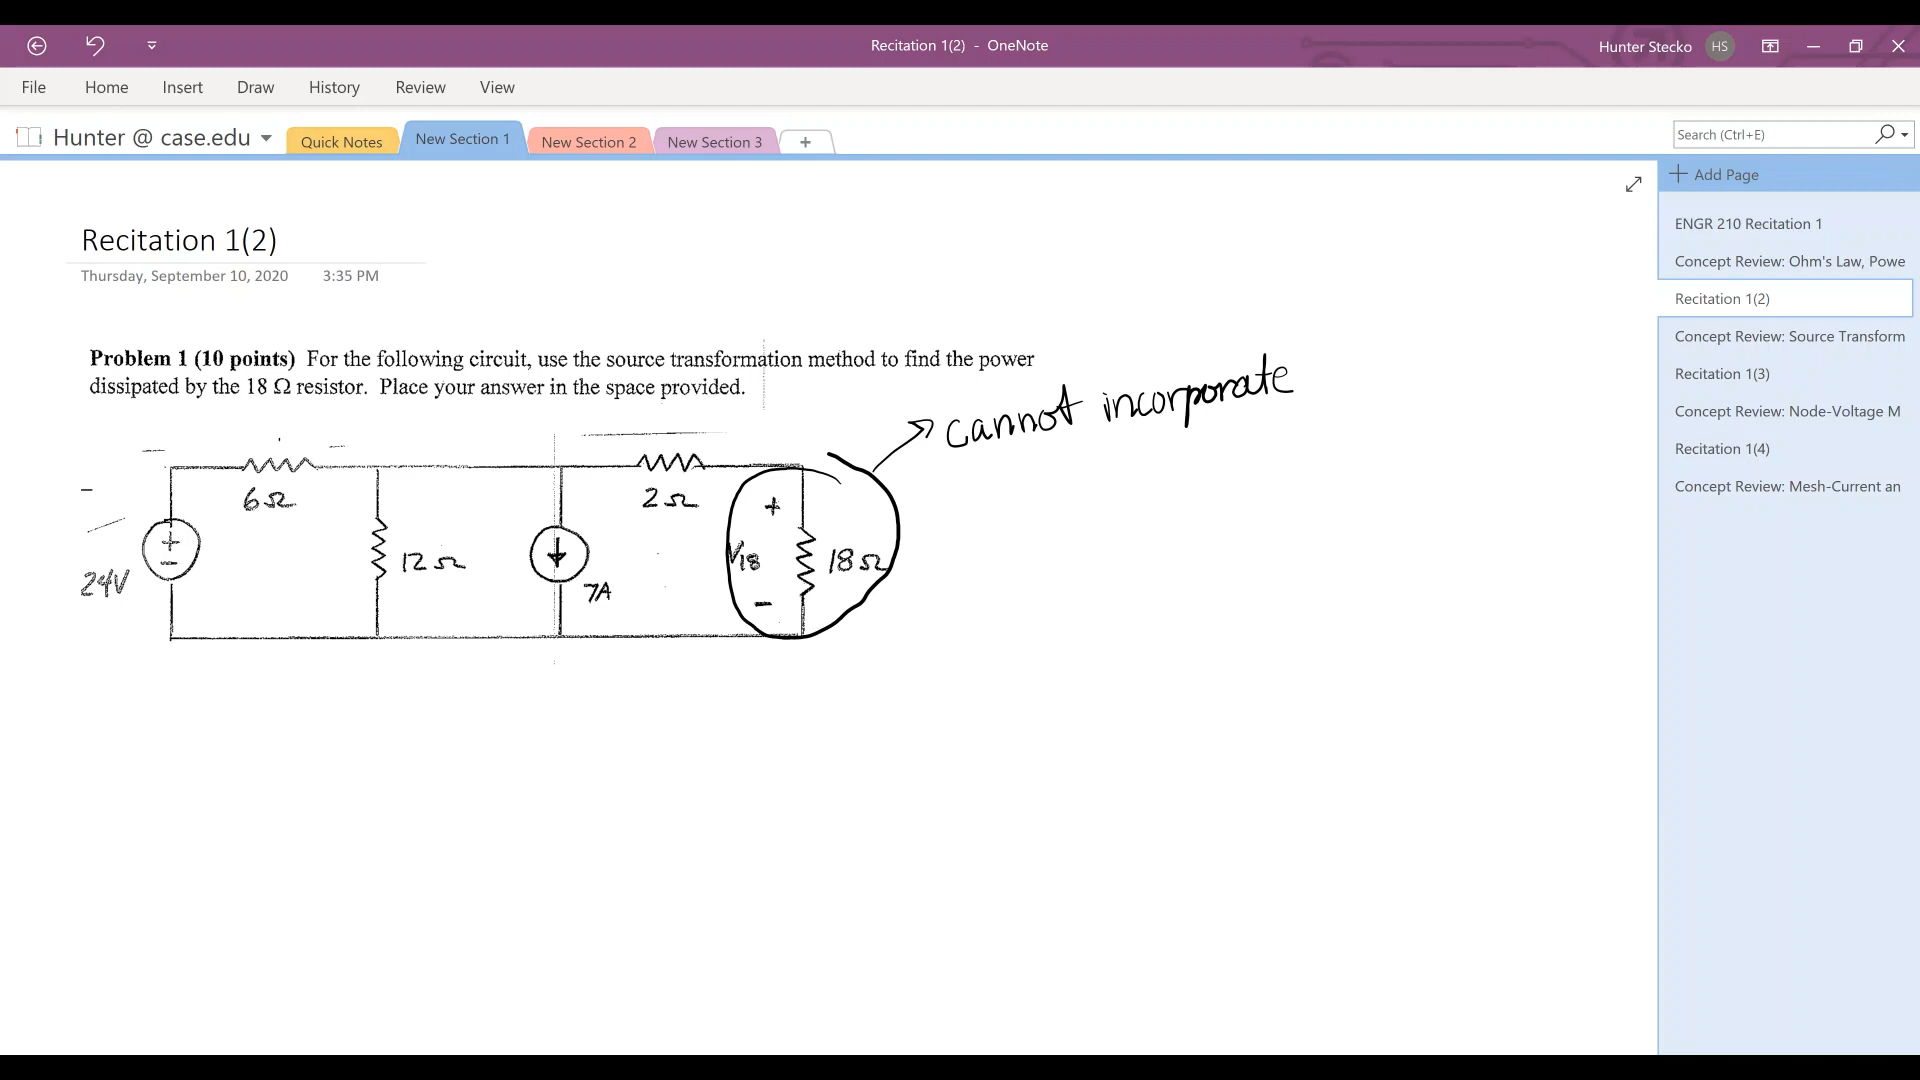 Recitation 1(2) - OneNote
Hunter Stecko HS
File Home Insert Draw History Review View
Hunter @ case.edu Quick Notes New Section 1 New Section 2 New Section 3 +
Search (Ctrl+E)
Add Page
ENGR 210 Recitation 1
Concept Review: Ohm's Law, Powe
Recitation 1(2)
Concept Review: Source Transform
Recitation 1(3)
Concept Review: Node-Voltage M
Recitation 1(4)
Concept Review: Mesh-Current an
Recitation 1(2)
Thursday, September 10, 2020 3:35 PM
Problem 1 (10 points) For the following circuit, use the source transformation method to find the power
dissipated by the 18 Ω resistor. Place your answer in the space provided.
cannot incorporate
6Ω 2Ω
+
+
-
24V
12Ω
7A
V18
18Ω
-